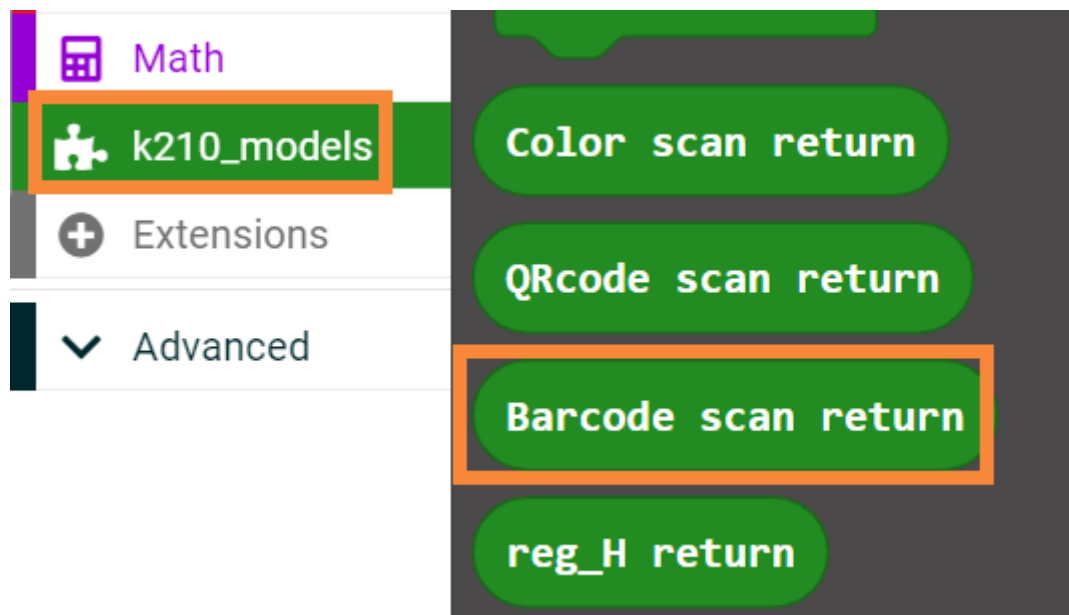 Math
k210_models
Extensions
Advanced
Color scan return
QRcode scan return
Barcode scan return
reg_H return